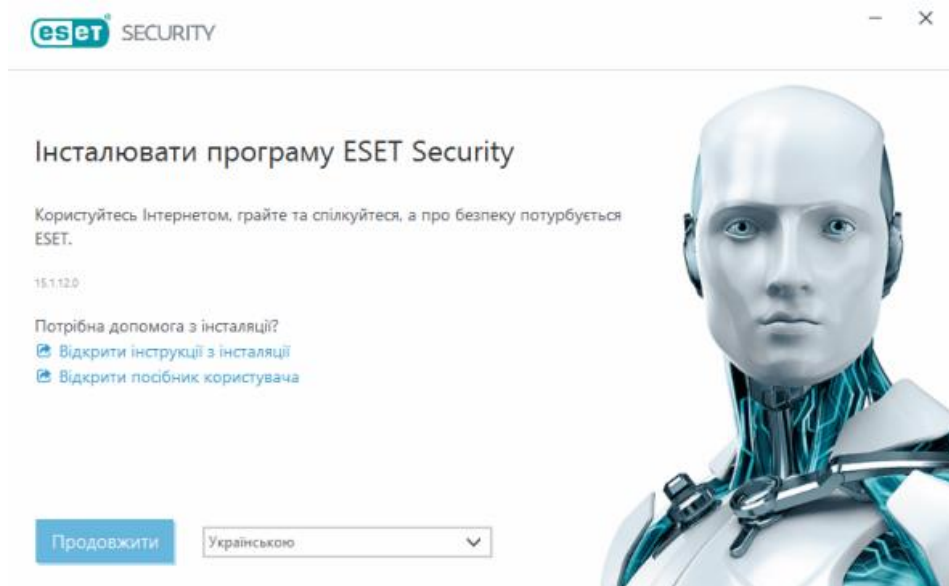 eset SECURITY
Інсталювати програму ESET Security
Користуйтесь Інтернетом, грайте та спілкуйтеся, а про безпеку потурбується
ESET.
15.1.12.0
Потрібна допомога з інсталяції?
Відкрити інструкції з інсталяції
Відкрити посібник користувача
Продовжити
Українською